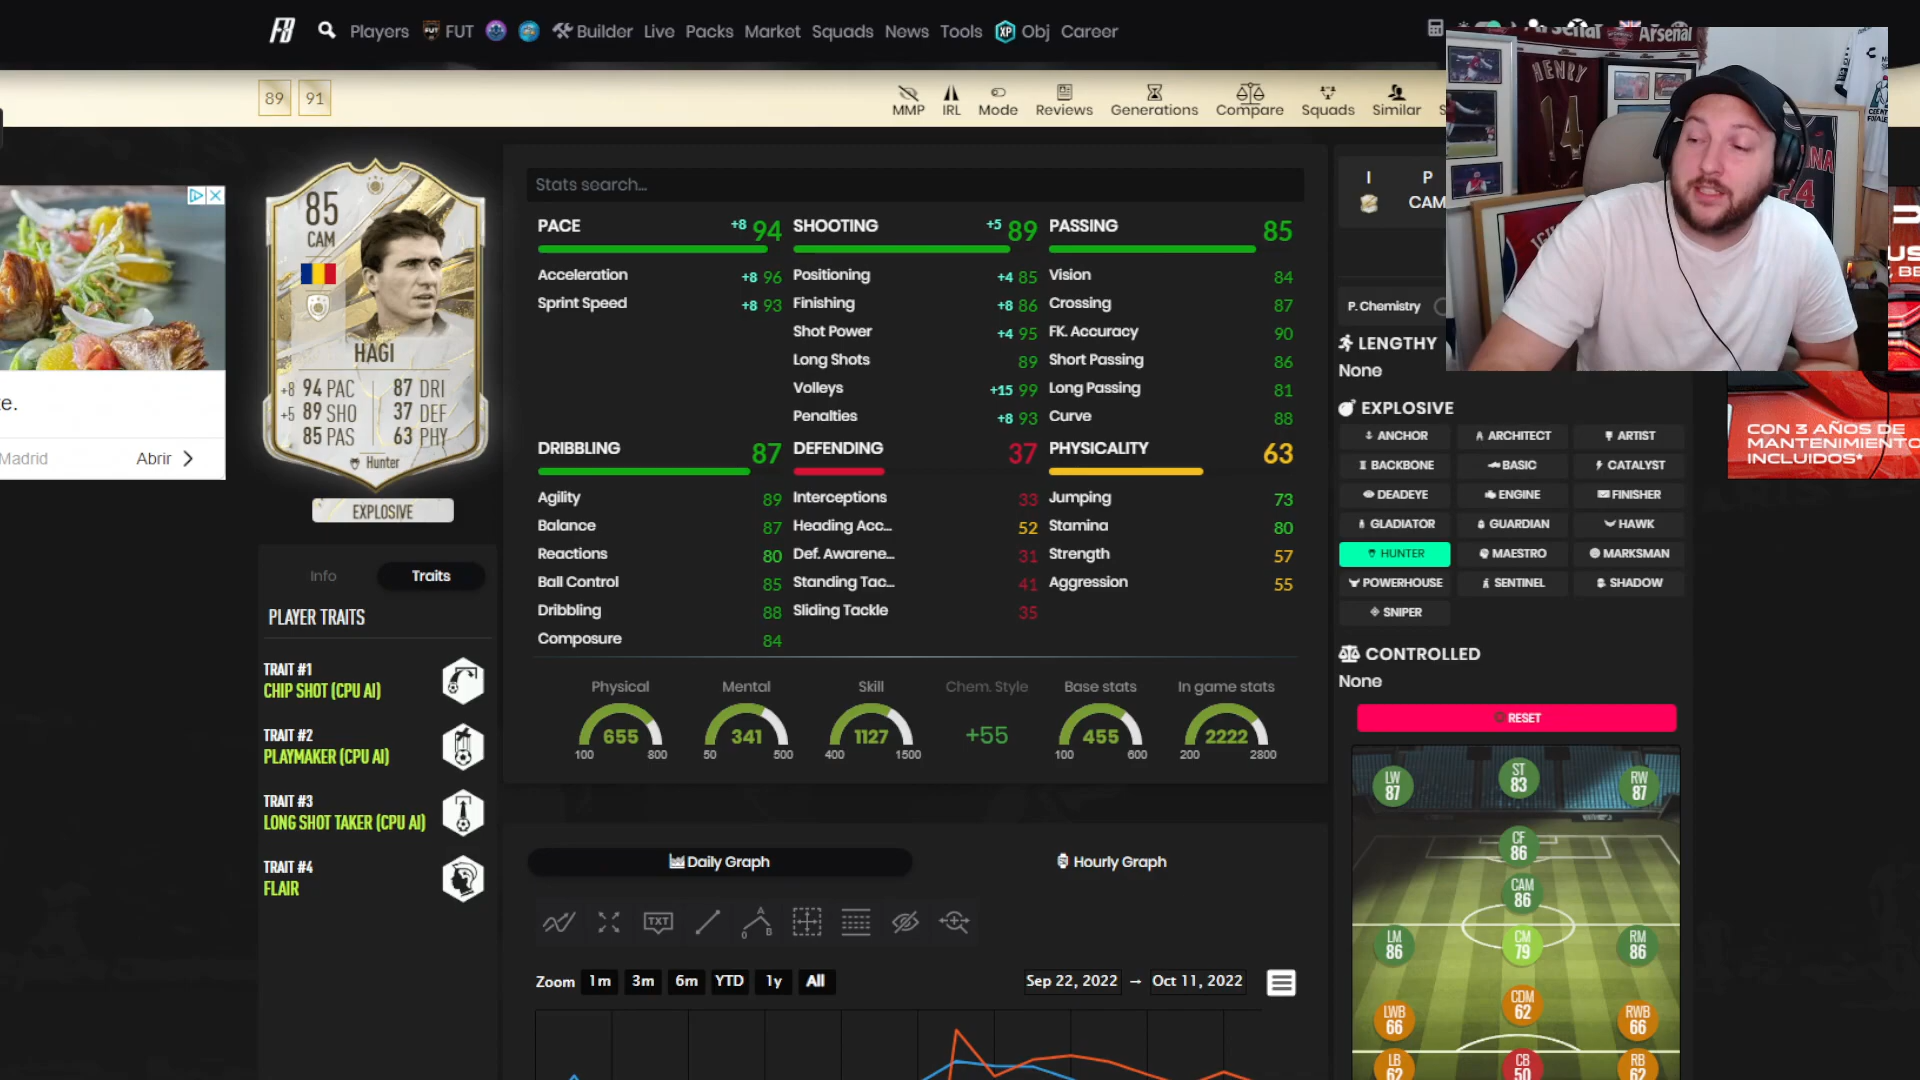 Players FUT Builder Live Packs Market Squads News Tools XP Obj Career
89 91
MMP IRL Mode Reviews Generations Compare Squads Similar
Arsenal Arsenal
HENRY
14
Stats search...
85
CAM
HAGI
+8 94 PAC 87 DRI
+5 89 SHO 37 DEF
85 PAS 63 PHY
Hunter
EXPLOSIVE
Info Traits
PLAYER TRAITS
TRAIT #1
CHIP SHOT (CPU AI)
TRAIT #2
PLAYMAKER (CPU AI)
TRAIT #3
LONG SHOT TAKER (CPU AI)
TRAIT #4
FLAIR
te.
Madrid Abrir
PACE +8 94
Acceleration +8 96
Sprint Speed +8 93
SHOOTING +5 89
Positioning +4 85
Finishing +8 86
Shot Power +4 95
Long Shots 89
Volleys +15 99
Penalties +8 93
PASSING 85
Vision 84
Crossing 87
FK. Accuracy 90
Short Passing 86
Long Passing 81
Curve 88
DRIBBLING 87
Agility 89
Balance 87
Reactions 80
Ball Control 85
Dribbling 88
Composure 84
DEFENDING 37
Interceptions 33
Heading Acc... 52
Def. Awarene... 31
Standing Tac... 41
Sliding Tackle 35
PHYSICALITY 63
Jumping 73
Stamina 80
Strength 57
Aggression 55
Physical Mental Skill Chem. Style Base stats In game stats
655 341 1127 +55 455 2222
100 800 50 500 400 1500 100 600 200 2800
Daily Graph Hourly Graph
TXT
A
0 B
Zoom 1m 3m 6m YTD 1y All Sep 22, 2022 → Oct 11, 2022
I P
CAM
P. Chemistry
LENGTHY
None
EXPLOSIVE
ANCHOR ARCHITECT ARTIST
BACKBONE BASIC CATALYST
DEADEYE ENGINE FINISHER
GLADIATOR GUARDIAN HAWK
HUNTER MAESTRO MARKSMAN
POWERHOUSE SENTINEL SHADOW
SNIPER
CONTROLLED
None
RESET
LW
87
ST
83
RW
87
CF
86
CAM
86
LM
86
CM
79
RM
86
LWB
66
CDM
62
RWB
66
LB
62
CB
50
RB
62
CON 3 AÑOS DE
MANTENIMIENTO
INCLUIDOS*